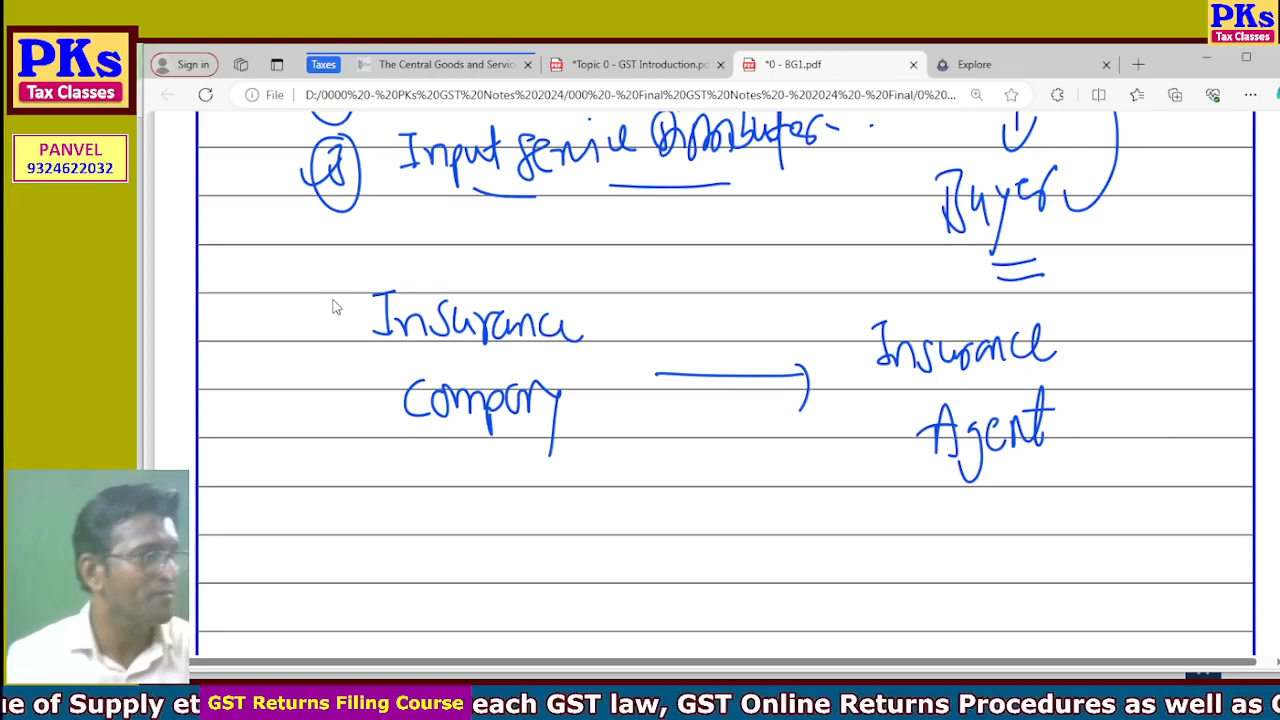 PKs
Tax Classes
PKs
Tax Classes
PANVEL
9324622032
Sign in
Taxes
The Central Goods and Servic
*Topic 0 - GST Introduction.pd
*0 - BG1.pdf
Explore
File
D:/0000%20-%20PKs%20GST%20Notes%202024/000%20-%20Final%20GST%20Notes%20-%202024%20-%20Final/0%20...
Input Service Distributor
Buyer
Insurance
Company
Insurance
Agent
ue of Supply et
GST Returns Filing Course
each GST law, GST Online Returns Procedures as well as